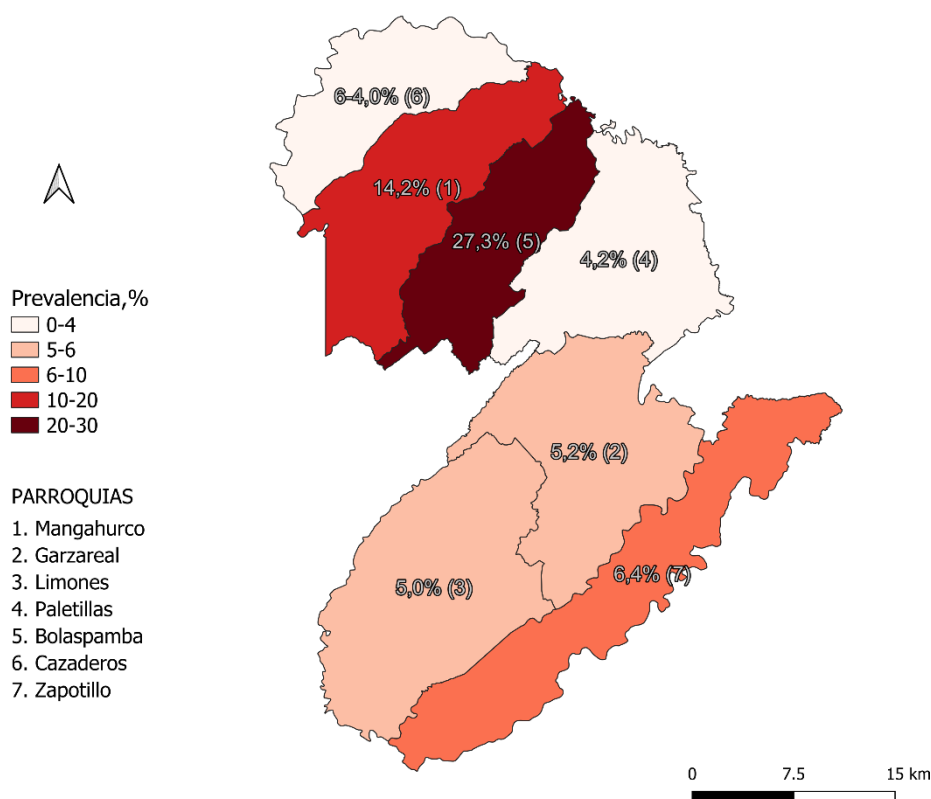 6-4,0% (6)
14,2% (1)
27,3% (5)
4,2% (4)
Prevalencia,%
0-4
5-6
6-10
10-20
20-30
5,2% (2)
PARROQUIAS
1. Mangahurco
2. Garzareal
3. Limones
4. Paletillas
5. Bolaspamba
6. Cazaderos
7. Zapotillo
6,4% (7)
5,0% (3)
0 7.5 15 km